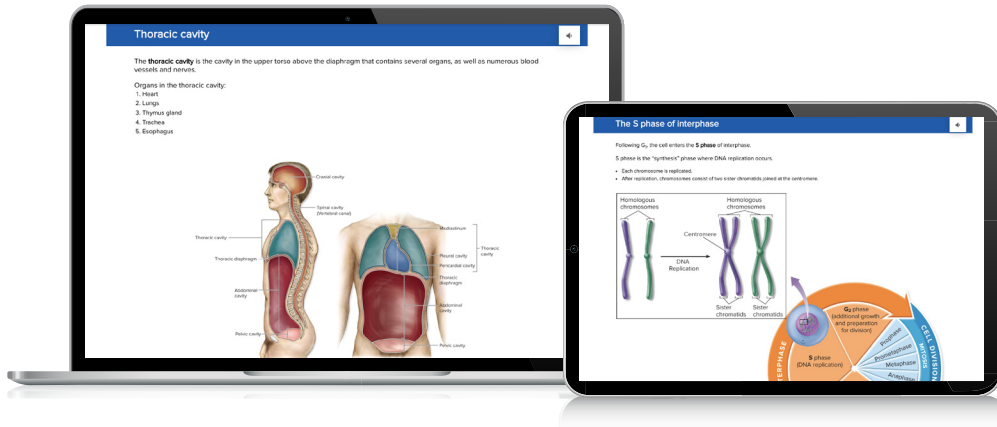 Thoracic cavity
The thoracic cavity is the cavity in the upper torso above the diaphragm that contains several organs, as well as numerous blood
vessels and nerves.
Organs in the thoracic cavity:
1. Heart
2. Lungs
3. Thymus gland
4. Trachea
5. Esophagus
Cranial cavity
Spinal cavity
(Vertebral canal)
Thoracic cavity
Thoracic diaphragm
Abdominal
cavity
Pelvic cavity
Mediastinum
Pleural cavity
Pericardial cavity
Thoracic
cavity
Thoracic
diaphragm
Abdominal
cavity
Pelvic cavity
The S phase of interphase
Following G₁, the cell enters the S phase of interphase.
S phase is the "synthesis" phase where DNA replication occurs.
• Each chromosome is replicated.
• After replication, chromosomes consist of two sister chromatids joined at the centromere.
Homologous
chromosomes
Homologous
chromosomes
Centromere
DNA
Replication
Sister
chromatids
Sister
chromatids
G₂ phase
(additional growth
and preparation
for division)
S phase
(DNA replication)
TERPHASE
Prophase
Prometaphase
Metaphase
Anaphase
CELL DIVISION
MITOSIS